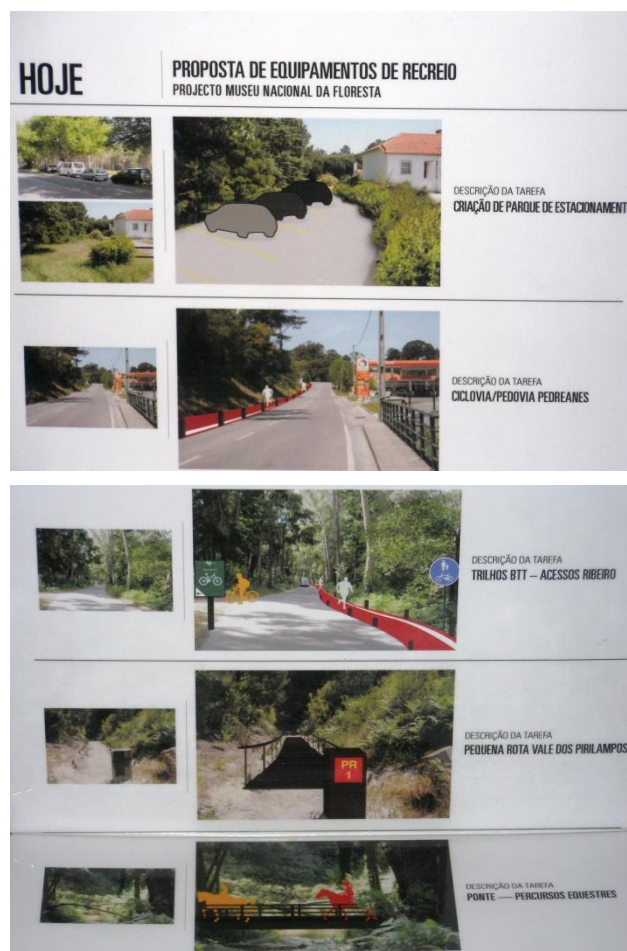 HOJE
PROPOSTA DE EQUIPAMENTOS DE RECREIO
PROJECTO MUSEU NACIONAL DA FLORESTA
DESCRIÇÃO DA TAREFA
CRIAÇÃO DE PARQUE DE ESTACIONAMENT
DESCRIÇÃO DA TAREFA
CICLOVIA/PEDOVIA PEDREANES
DESCRIÇÃO DA TAREFA
TRILHOS BTT – ACESSOS RIBEIRO
DESCRIÇÃO DA TAREFA
PEQUENA ROTA VALE DOS PIRILAMPOS
PR
1
DESCRIÇÃO DA TAREFA
PONTE — PERCURSOS EQUESTRES